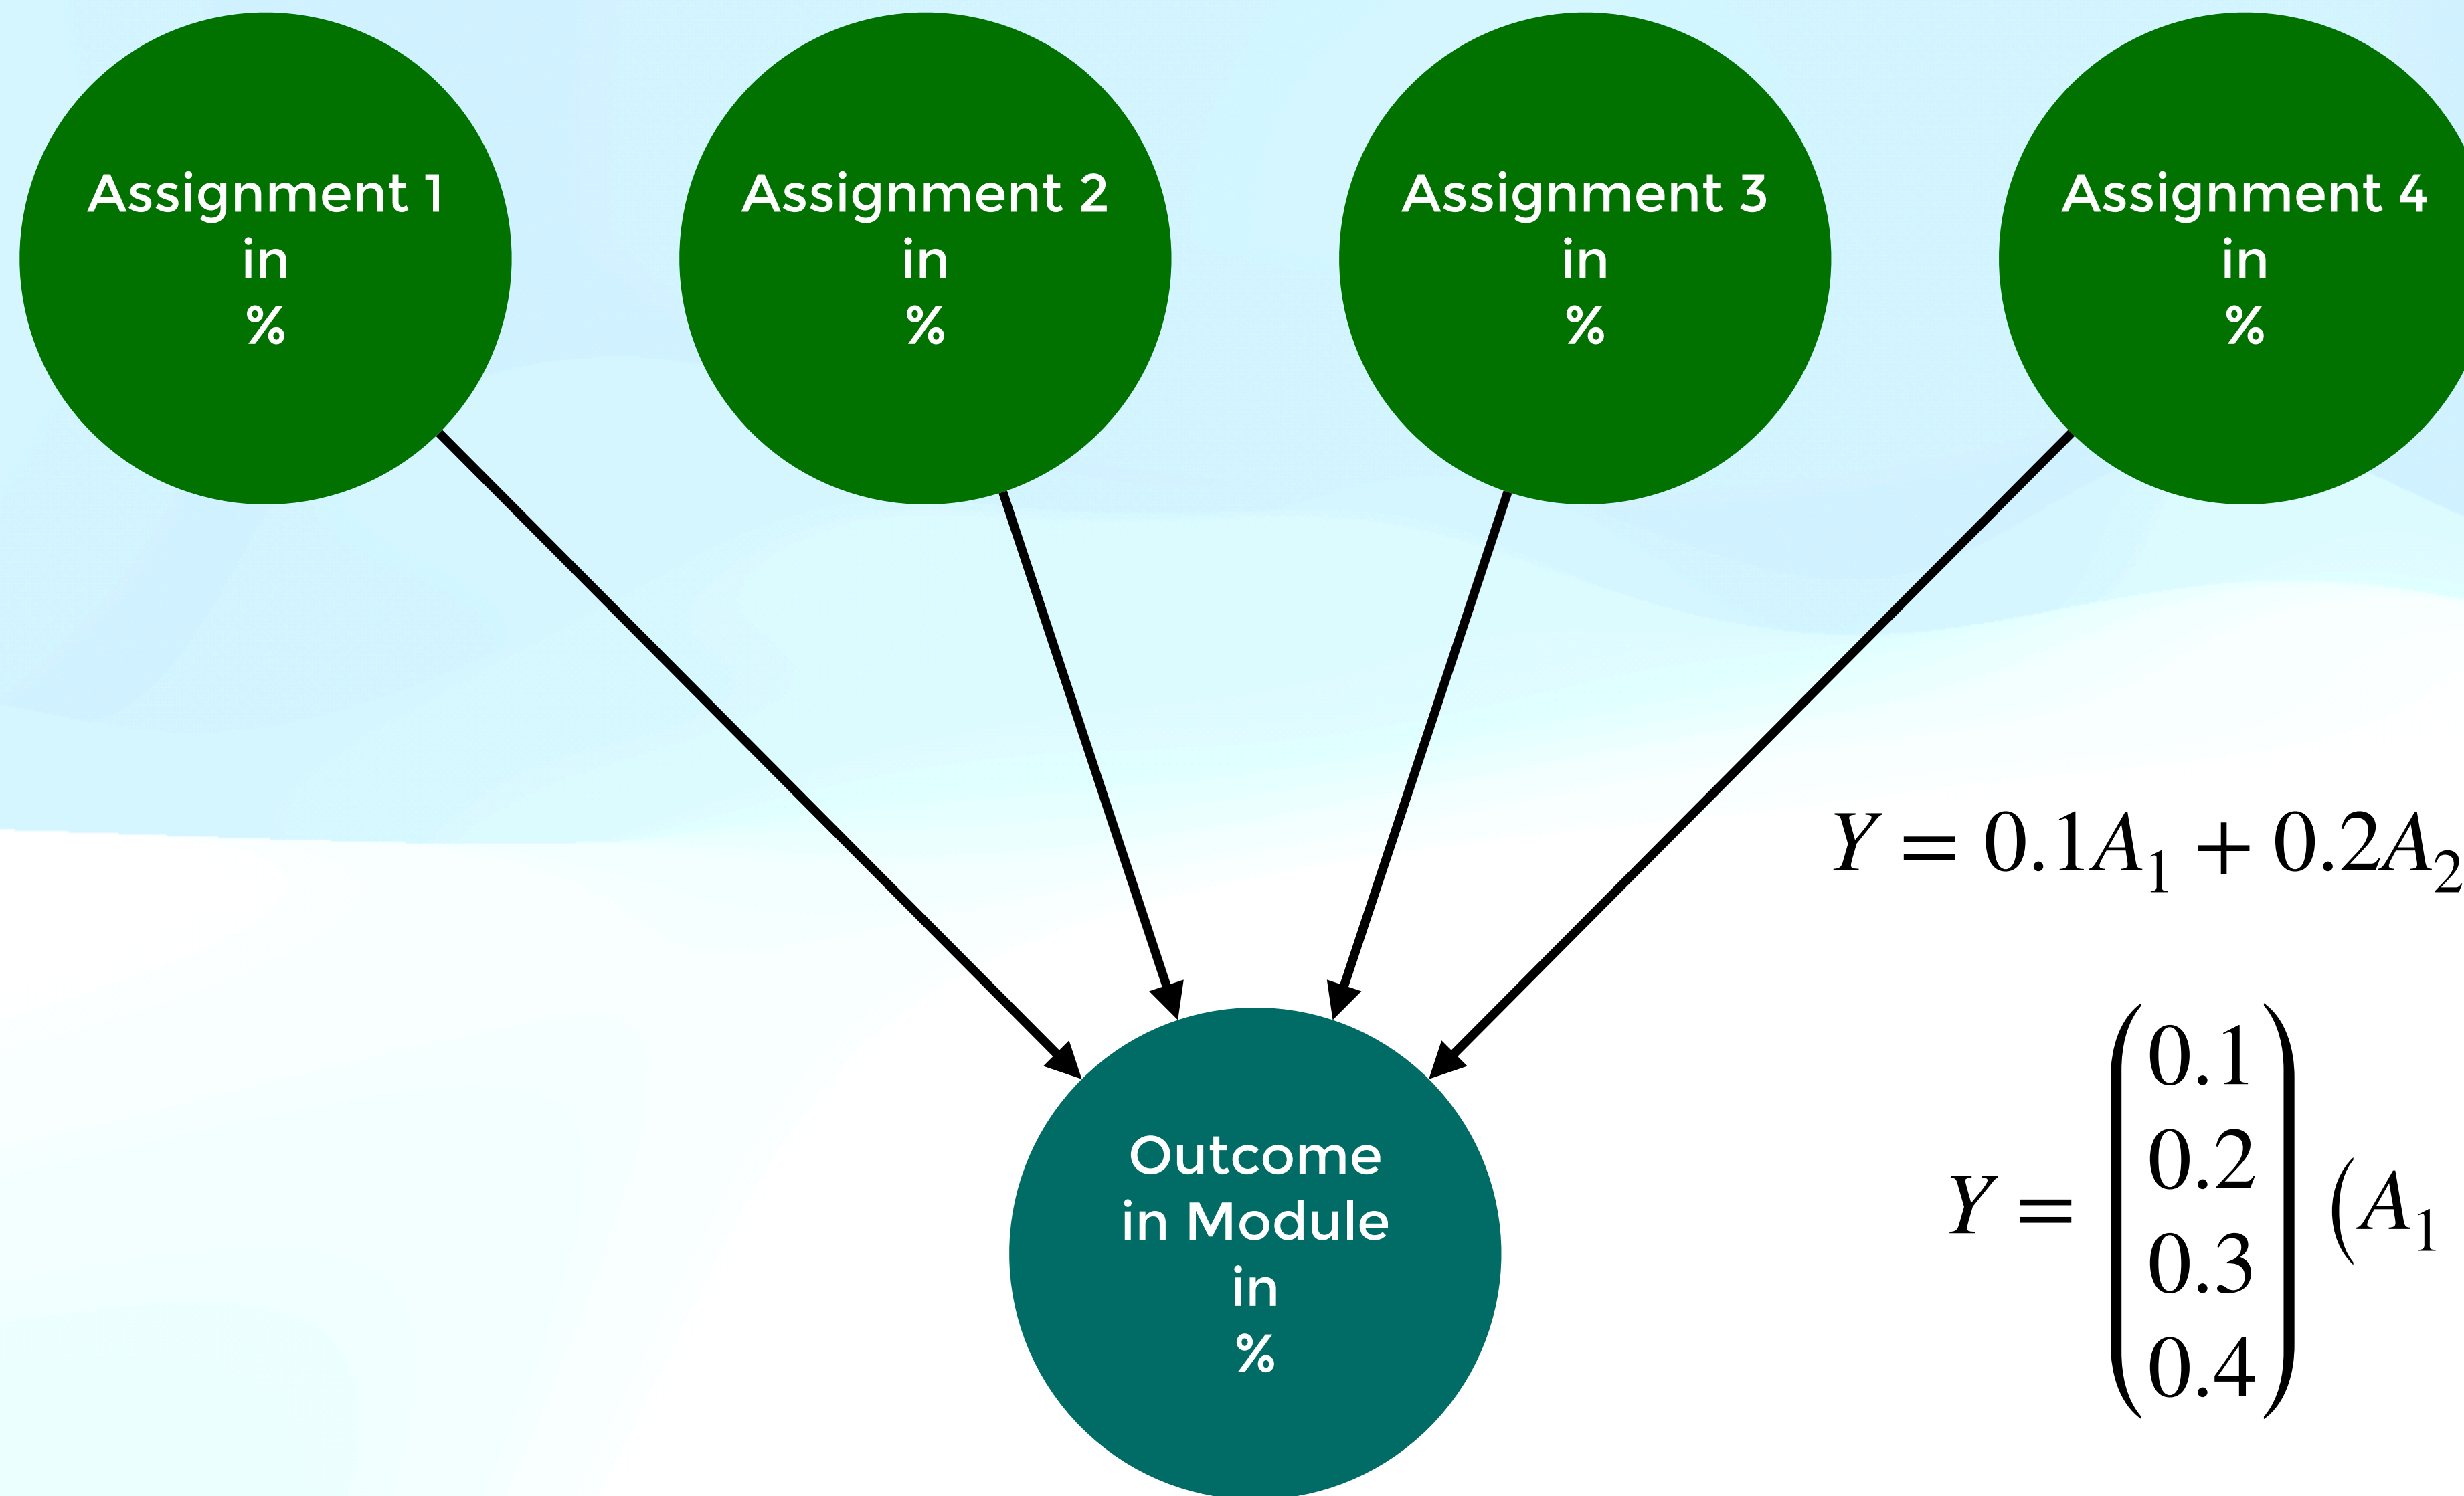 Assignment 1
in
%
Assignment 2
in
%
Assignment 3
in
%
Assignment 4
in
%
Y = 0.1A₁ + 0.2A₂
Y = (0.1 0.2 0.3 0.4) (A₁
Outcome
in Module
in
%